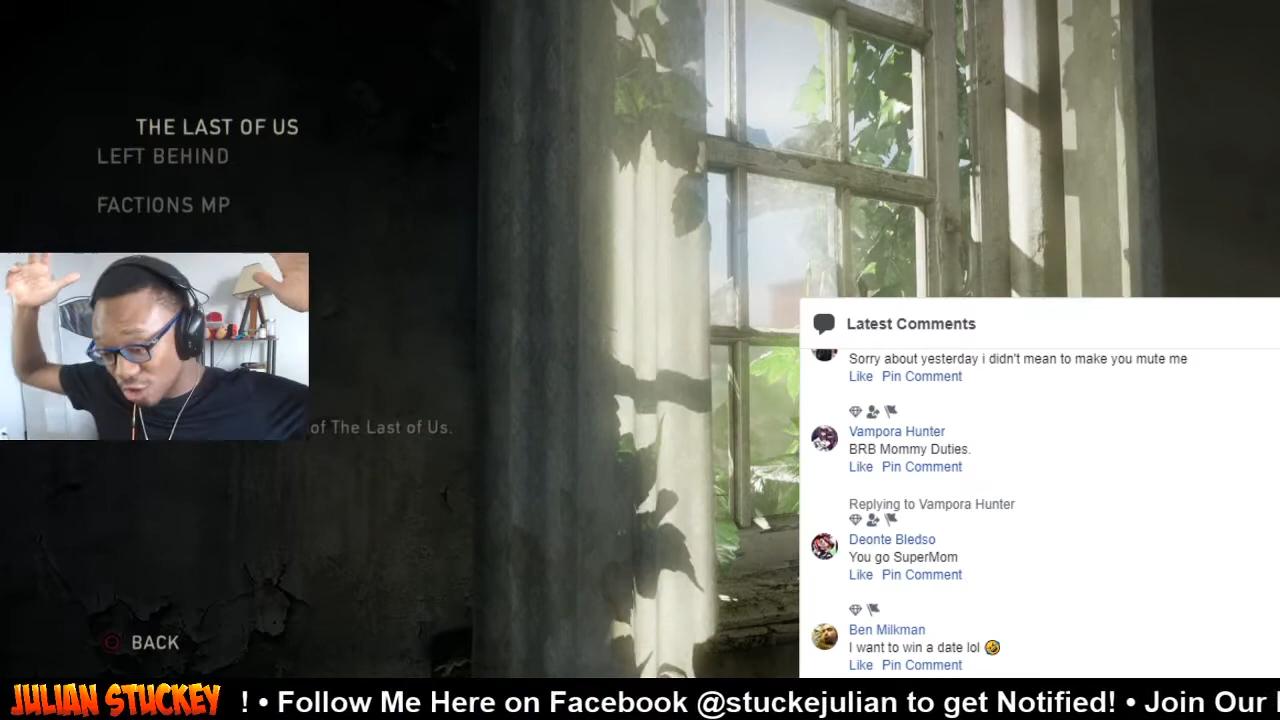 THE LAST OF US
LEFT BEHIND
FACTIONS MP
of The Last of Us.
BACK
Latest Comments
Sorry about yesterday i didn't mean to make you mute me
Like Pin Comment
Vampora Hunter
BRB Mommy Duties.
Like Pin Comment
Replying to Vampora Hunter
Deonte Bledso
You go SuperMom
Like Pin Comment
Ben Milkman
I want to win a date lol 🤣
Like Pin Comment
JULIAN STUCKEY ! • Follow Me Here on Facebook @stuckejulian to get Notified! • Join Our